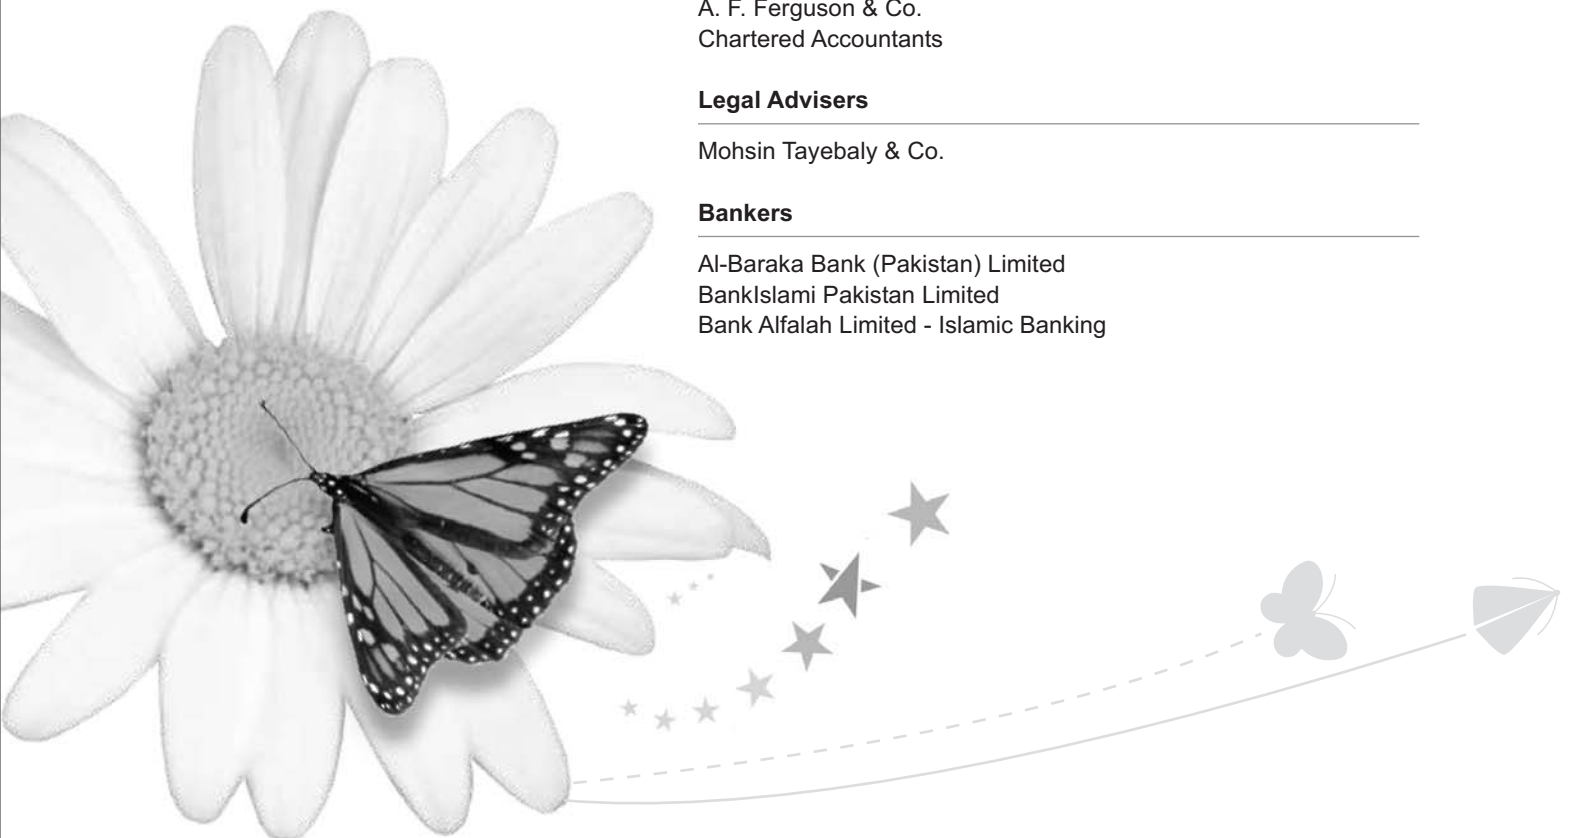 A. F. Ferguson & Co.
Chartered Accountants
Legal Advisers
Mohsin Tayebaly & Co.
Bankers
Al-Baraka Bank (Pakistan) Limited
BankIslami Pakistan Limited
Bank Alfalah Limited - Islamic Banking